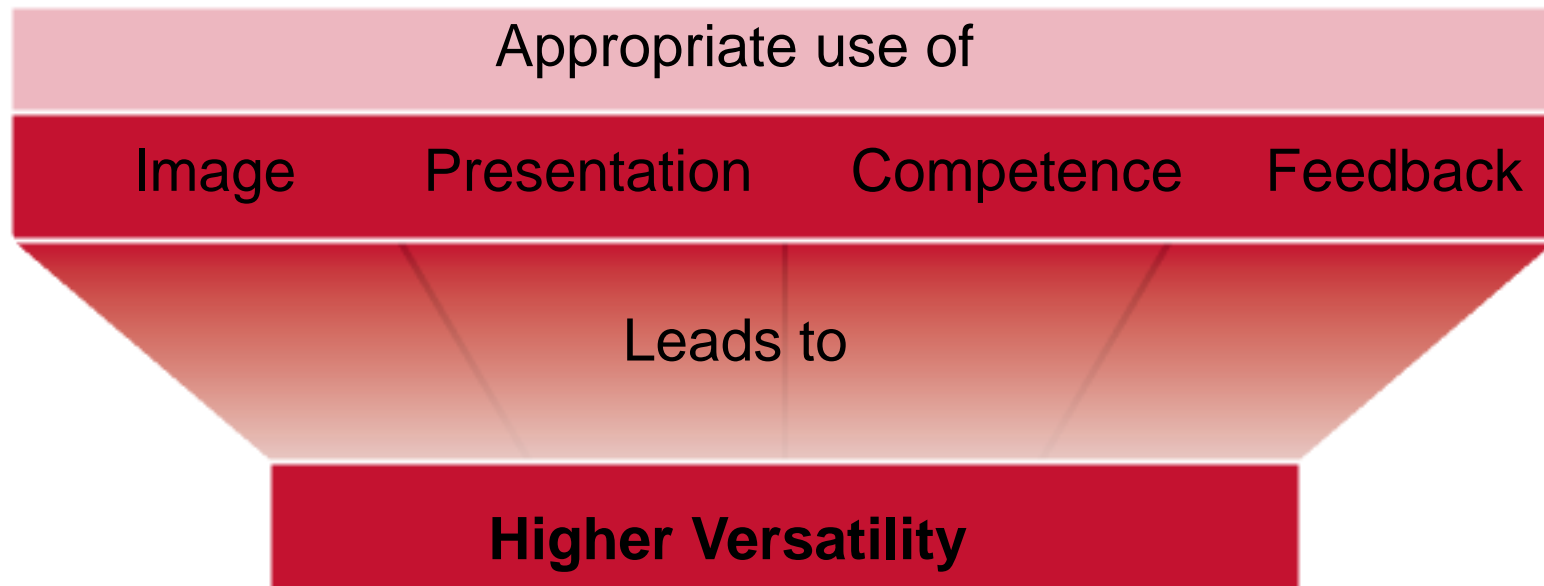 Appropriate use of
Image Presentation Competence Feedback
Leads to
Higher Versatility